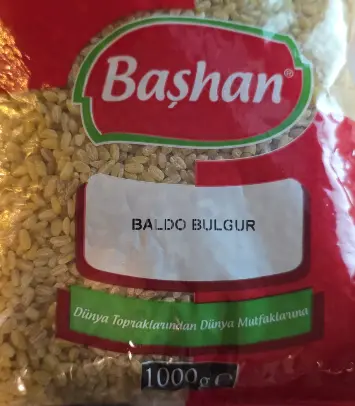 Başhan®
BALDO BULGUR
Dünya Topraklarından Dünya Mutfaklarına
1000g ℮